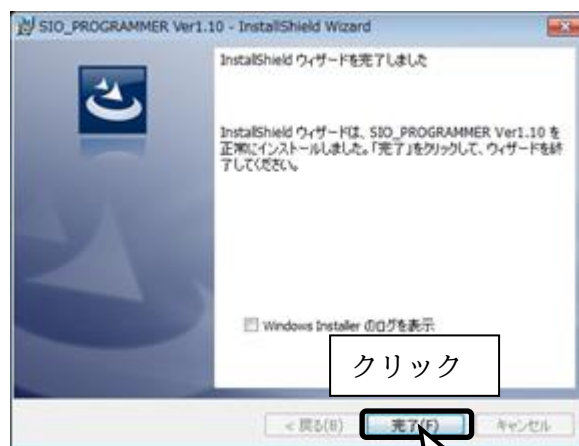 SIO_PROGRAMMER Ver1.10 - InstallShield Wizard
InstallShield ウィザードを完了しました
InstallShield ウィザードは、SIO_PROGRAMMER Ver1.10 を
正常にインストールしました。「完了」をクリックして、ウィザードを終
了してください。
Windows Installer のログを表示
クリック
< 戻る(B)
完了(F)
キャンセル